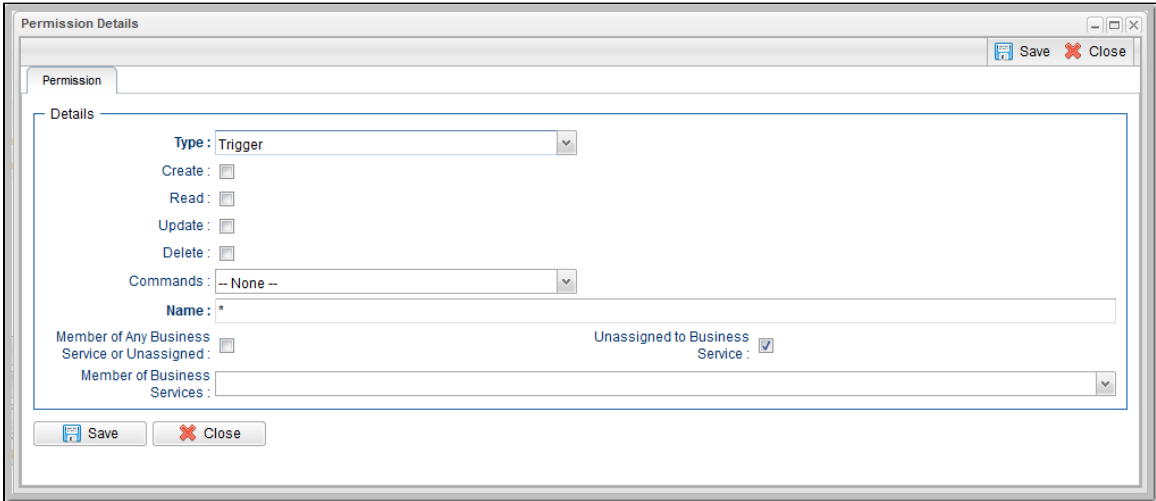 Permission Details
Save Close
Permission
Details
Type : Trigger
Create :
Read :
Update :
Delete :
Commands : -- None --
Name : *
Member of Any Business Unassigned to Business
Service or Unassigned : Service :
Member of Business
Services :
Save Close